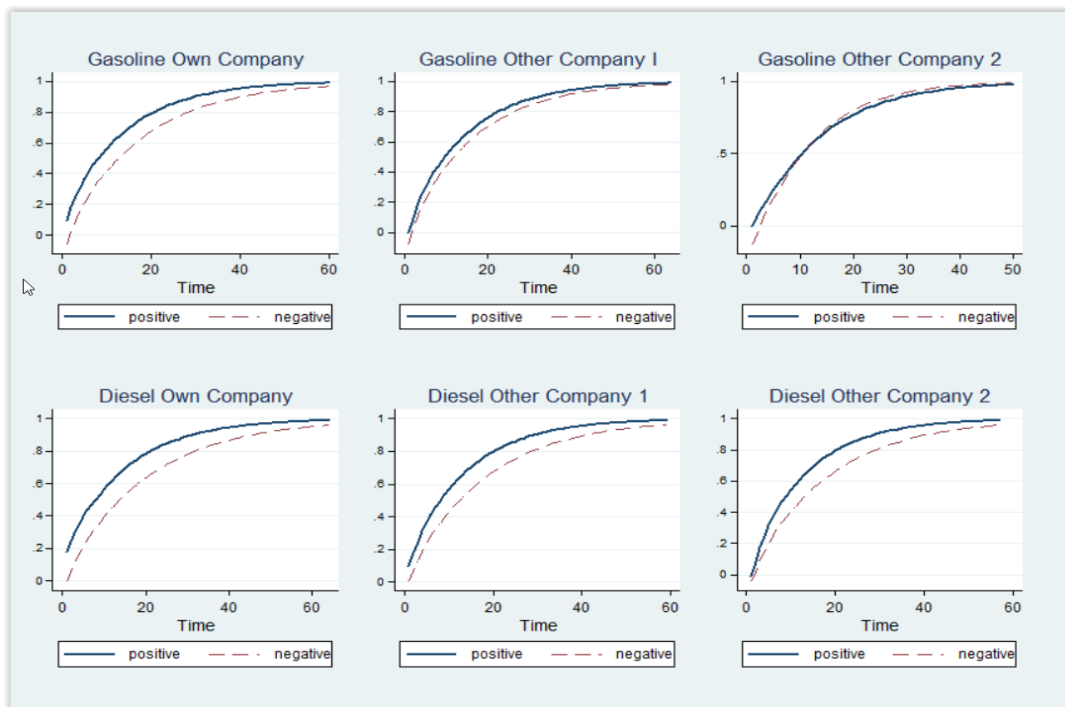 Gasoline Own Company
1
.8
.6
.4
.2
0
0 20 40 60
Time
positive negative
Gasoline Other Company I
1
.8
.6
.4
.2
0
0 20 40 60
Time
positive negative
Gasoline Other Company 2
1
.5
0
0 10 20 30 40 50
Time
positive negative
Diesel Own Company
1
.8
.6
.4
.2
0
0 20 40 60
Time
positive negative
Diesel Other Company 1
1
.8
.6
.4
.2
0
0 20 40 60
Time
positive negative
Diesel Other Company 2
1
.8
.6
.4
.2
0
0 20 40 60
Time
positive negative